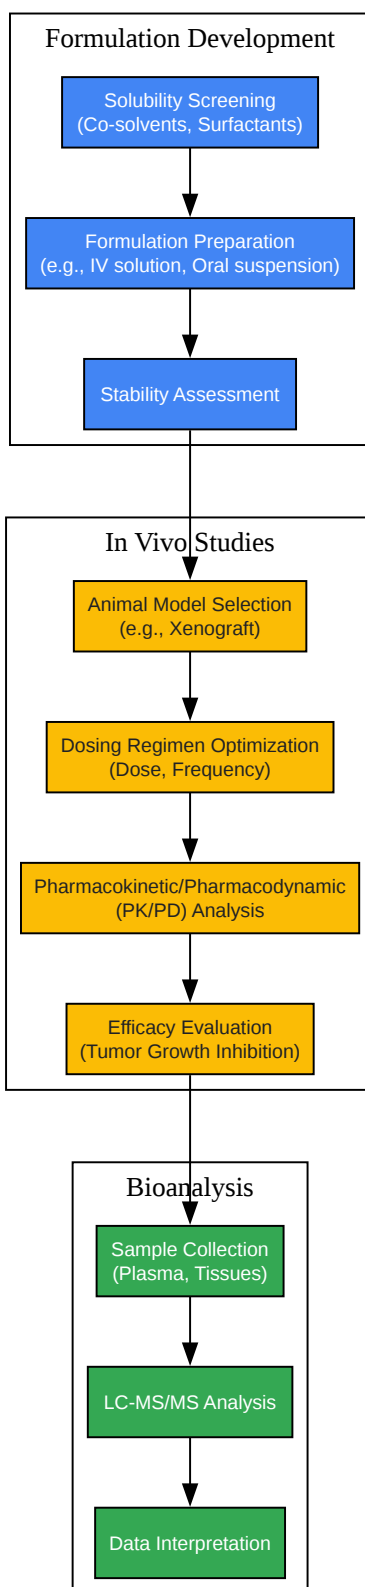 Formulation Development
Solubility Screening
(Co-solvents, Surfactants)
Formulation Preparation
(e.g., IV solution, Oral suspension)
Stability Assessment
In Vivo Studies
Animal Model Selection
(e.g., Xenograft)
Dosing Regimen Optimization
(Dose, Frequency)
Pharmacokinetic/Pharmacodynamic
(PK/PD) Analysis
Efficacy Evaluation
(Tumor Growth Inhibition)
Bioanalysis
Sample Collection
(Plasma, Tissues)
LC-MS/MS Analysis
Data Interpretation